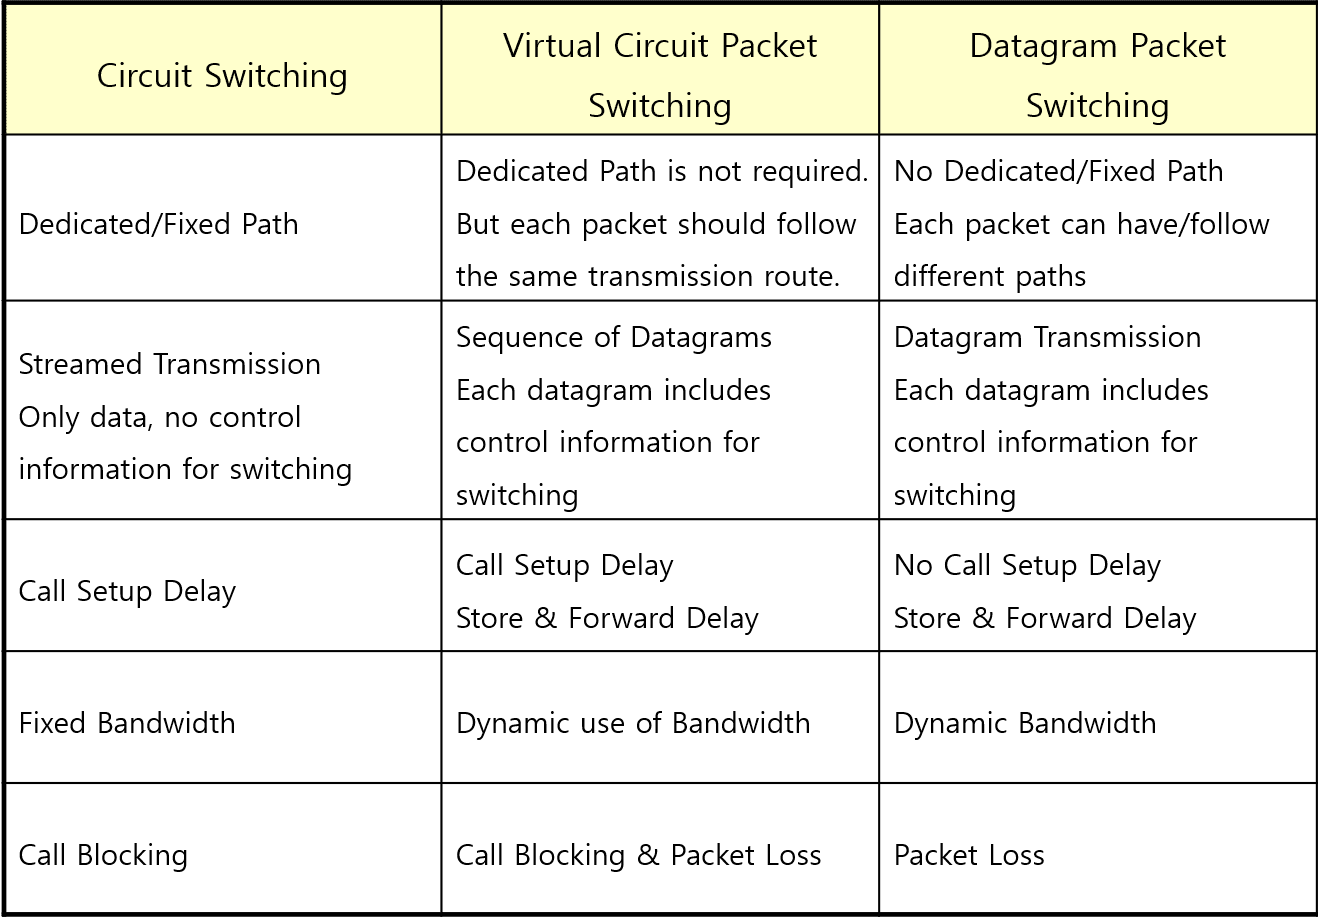 Circuit Switching
Virtual Circuit Packet
Switching
Datagram Packet
Switching
Dedicated/Fixed Path
Dedicated Path is not required.
But each packet should follow
the same transmission route.
No Dedicated/Fixed Path
Each packet can have/follow
different paths
Streamed Transmission
Only data, no control
information for switching
Sequence of Datagrams
Each datagram includes
control information for
switching
Datagram Transmission
Each datagram includes
control information for
switching
Call Setup Delay
Call Setup Delay
Store & Forward Delay
No Call Setup Delay
Store & Forward Delay
Fixed Bandwidth
Dynamic use of Bandwidth
Dynamic Bandwidth
Call Blocking
Call Blocking & Packet Loss
Packet Loss